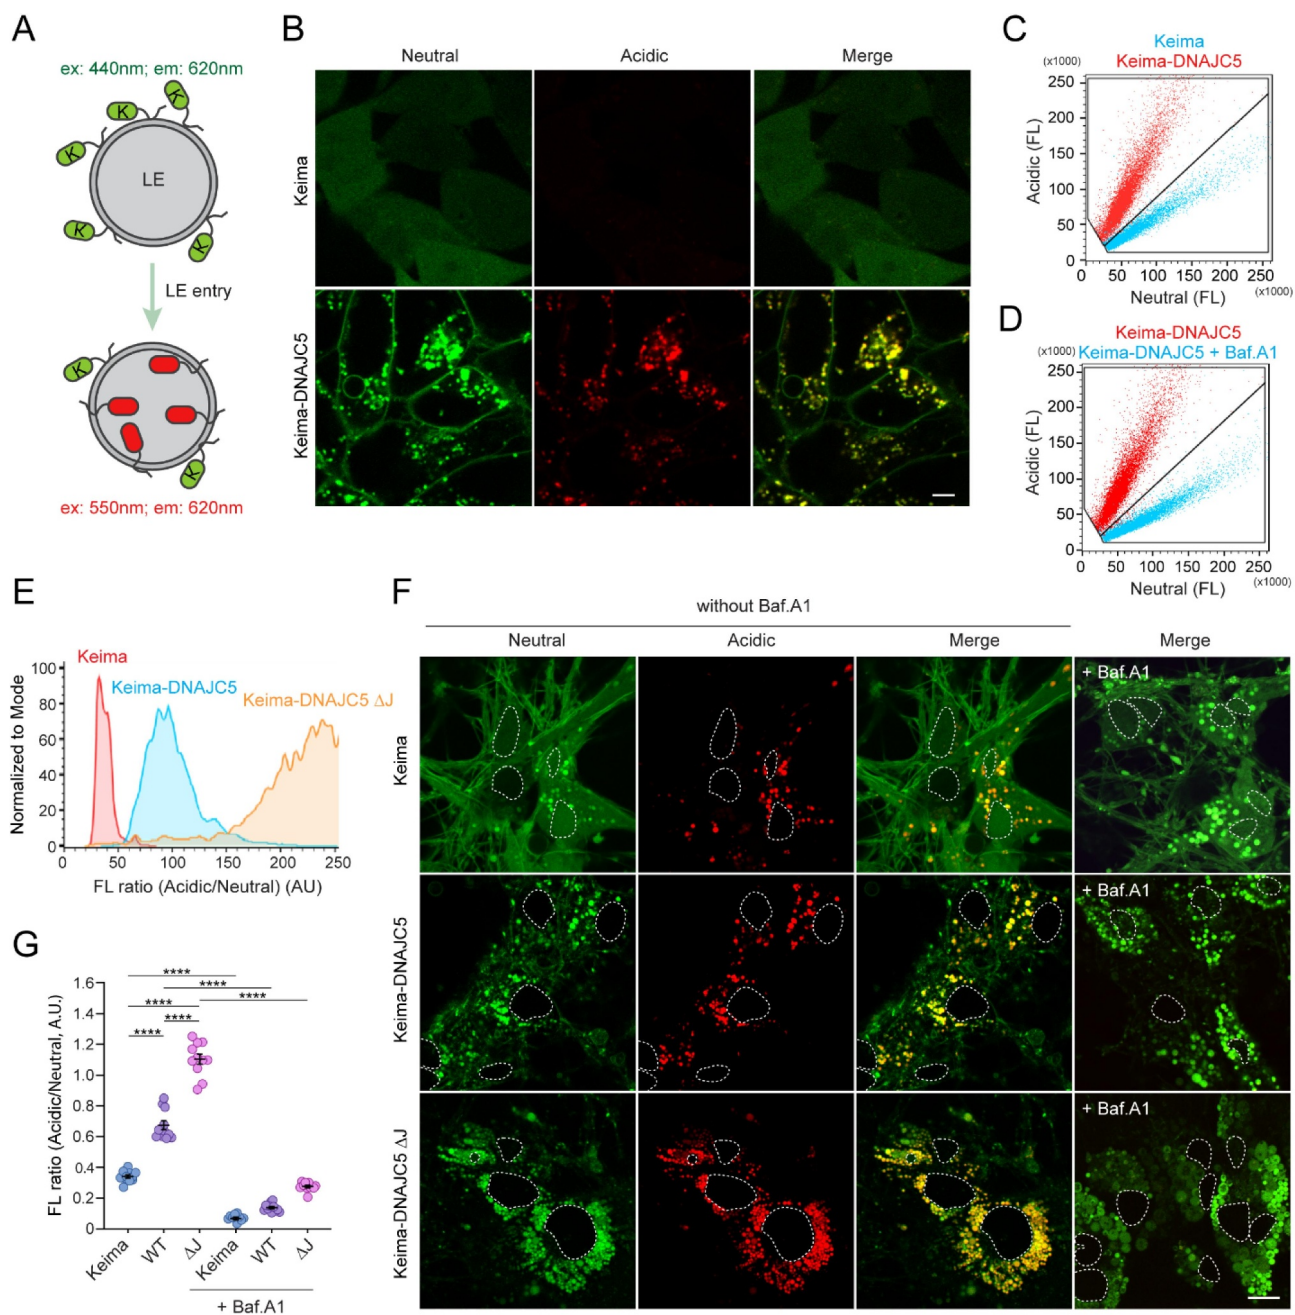 A
ex: 440nm; em: 620nm
K
K
K
K
K
LE
LE entry
K
K
ex: 550nm; em: 620nm
B
Neutral Acidic Merge
Keima
Keima-DNAJC5
C
Keima
Keima-DNAJC5
(x1000)
250
200
150
100
50
0
Acidic (FL)
0 50 100 150 200 250
Neutral (FL) (x1000)
D
Keima-DNAJC5
(x1000) Keima-DNAJC5 + Baf.A1
250
200
150
100
50
0
Acidic (FL)
0 50 100 150 200 250
Neutral (FL) (x1000)
E
Keima
Keima-DNAJC5
Keima-DNAJC5 ΔJ
100
80
60
40
20
0
Normalized to Mode
0 50 100 150 200 250
FL ratio (Acidic/Neutral) (AU)
F
without Baf.A1
Neutral Acidic Merge Merge
Keima
+ Baf.A1
Keima-DNAJC5
+ Baf.A1
Keima-DNAJC5 ΔJ
+ Baf.A1
G
1.6
1.4
1.2
1.0
0.8
0.6
0.4
0.2
0
FL ratio (Acidic/Neutral, A.U.)
****
****
****
****
****
****
Keima WT ΔJ Keima WT ΔJ
+ Baf.A1